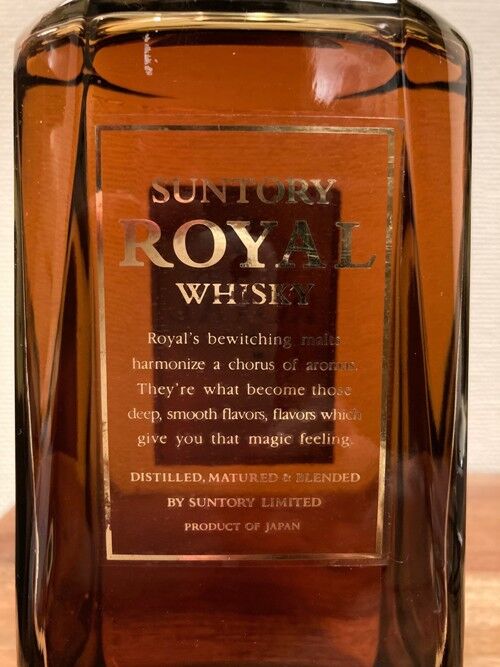 SUNTORY
ROYAL
WHISKY
Royal's bewitching malts
harmonize a chorus of aromas.
They're what become those
deep, smooth flavors, flavors which
give you that magic feeling.
DISTILLED, MATURED & BLENDED
BY SUNTORY LIMITED
PRODUCT OF JAPAN